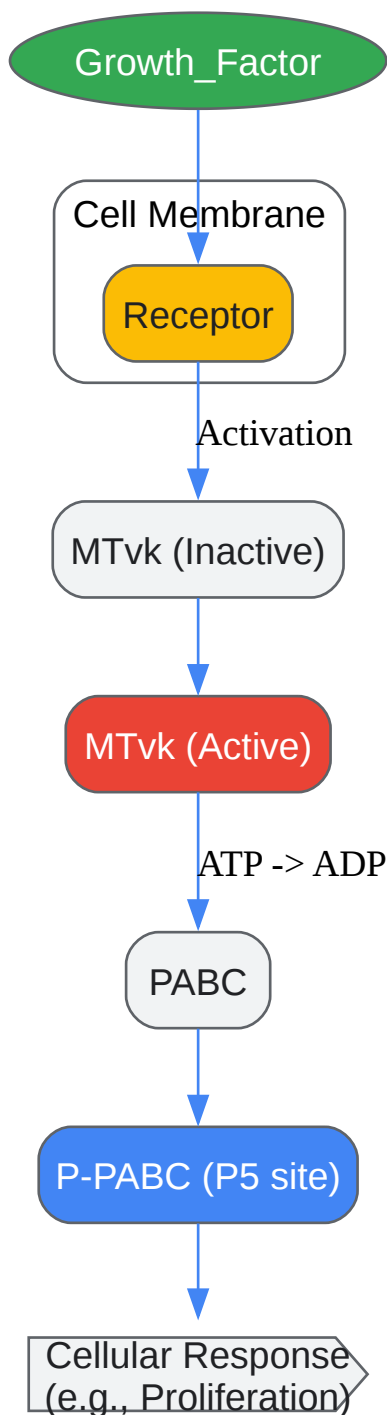 Growth_Factor
Cell Membrane
Receptor
Activation
MTvk (Inactive)
MTvk (Active)
ATP -> ADP
PABC
P-PABC (P5 site)
Cellular Response
(e.g., Proliferation)